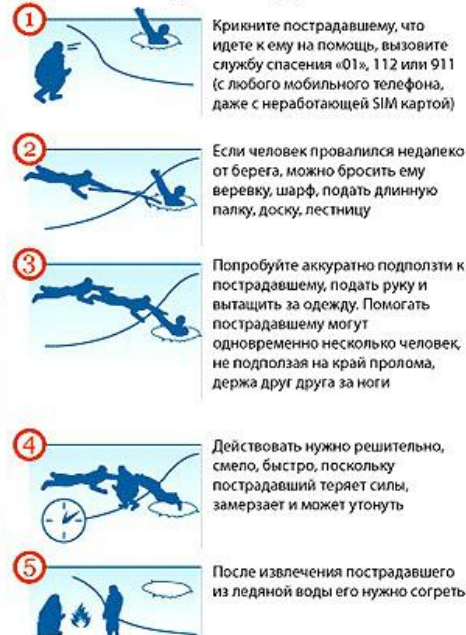 1
Крикните пострадавшему, что
идете к ему на помощь, вызовите
службу спасения «01», 112 или 911
(с любого мобильного телефона,
даже с неработающей SIM картой)
2
Если человек провалился недалеко
от берега, можно бросить ему
веревку, шарф, подать длинную
палку, доску, лестницу
3
Попробуйте аккуратно подползти к
пострадавшему, подать руку и
вытащить за одежду. Помогать
пострадавшему могут
одновременно несколько человек,
не подползая на край пролома,
держа друг друга за ноги
4
Действовать нужно решительно,
смело, быстро, поскольку
пострадавший теряет силы,
замерзает и может утонуть
5
После извлечения пострадавшего
из ледяной воды его нужно согреть